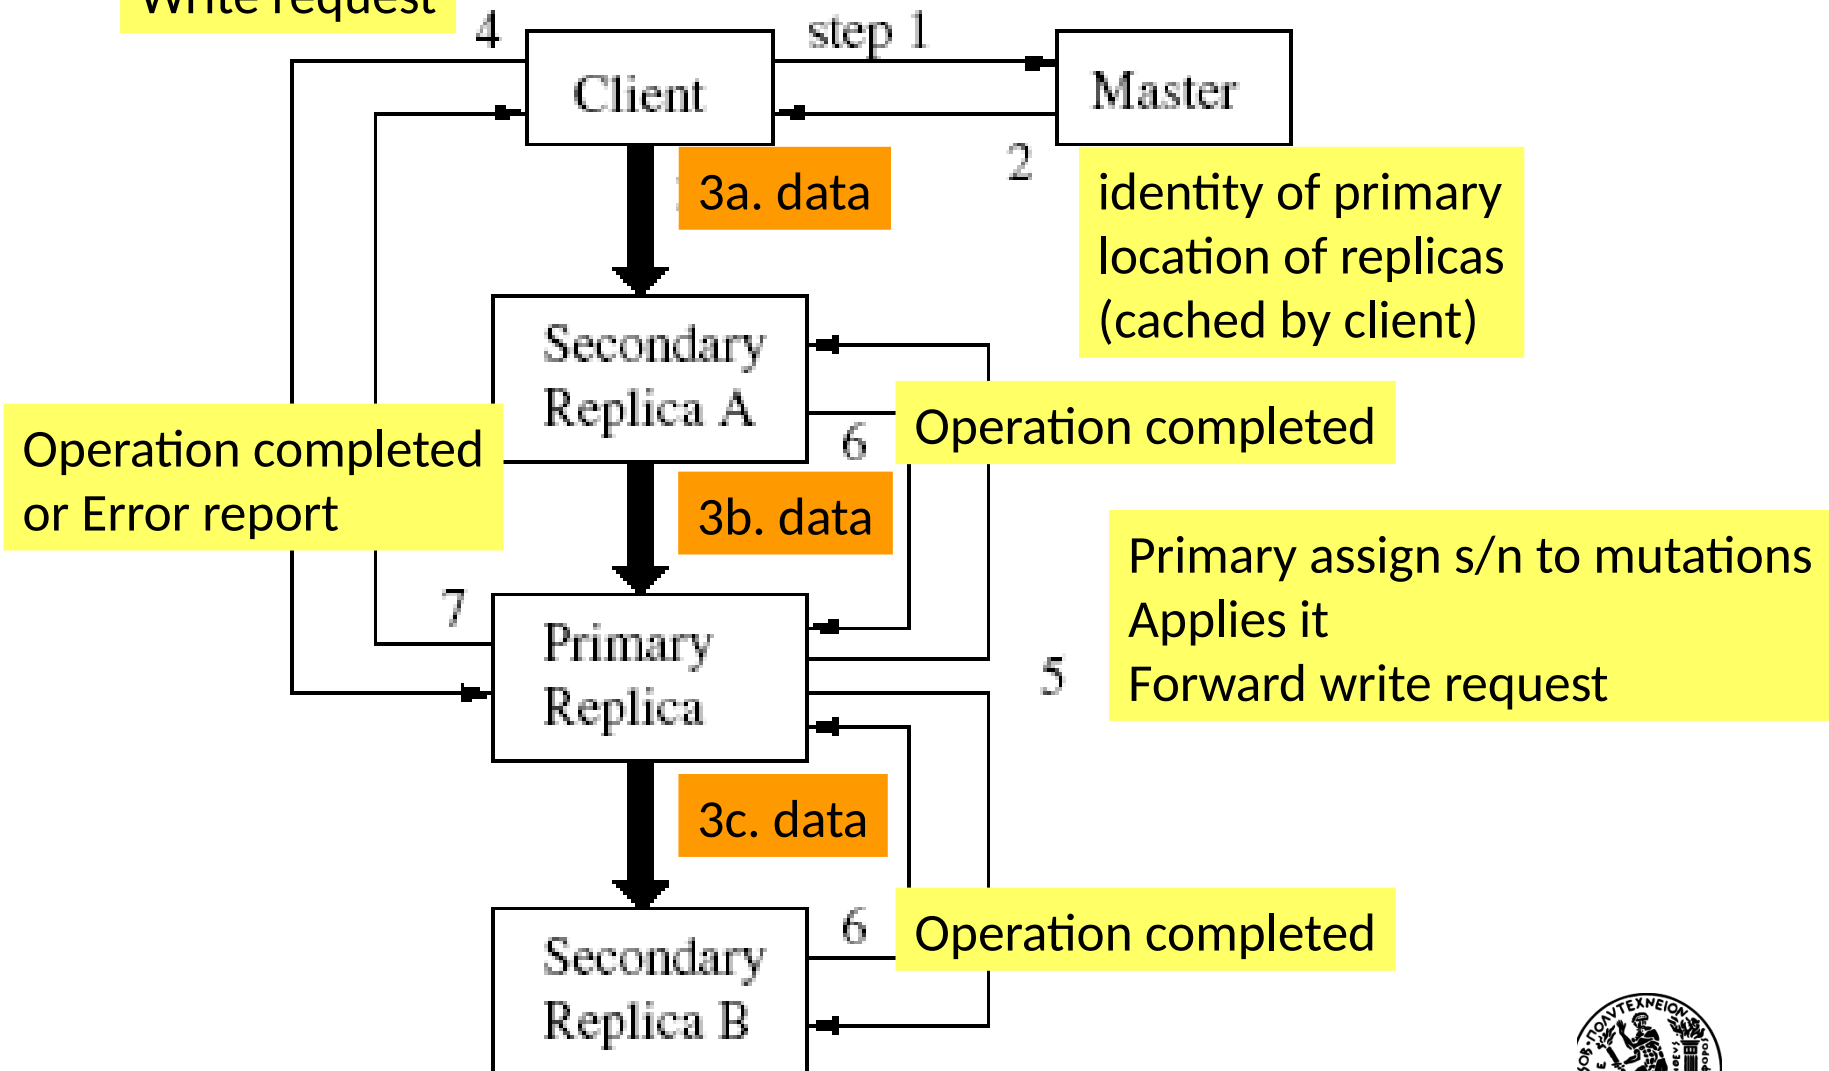 Write request
4
step 1
Client
Master
3a. data
2
identity of primary
location of replicas
(cached by client)
Secondary
Replica A
Operation completed
or Error report
6
Operation completed
3b. data
7
Primary
Replica
5
Primary assign s/n to mutations
Applies it
Forward write request
3c. data
6
Operation completed
Secondary
Replica B